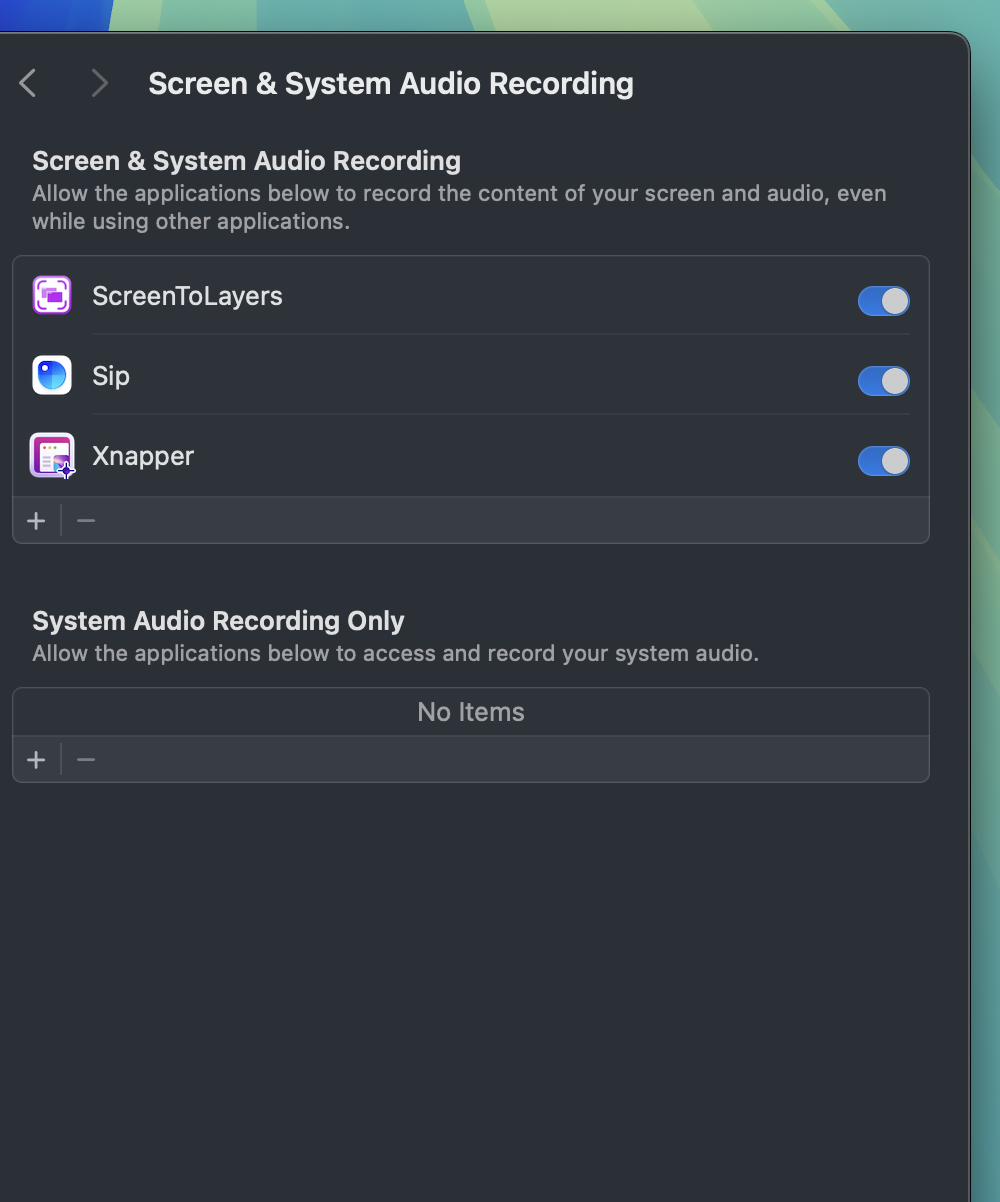 Screen & System Audio Recording
Screen & System Audio Recording
Allow the applications below to record the content of your screen and audio, even
while using other applications.
ScreenToLayers
Sip
Xnapper
System Audio Recording Only
Allow the applications below to access and record your system audio.
No Items